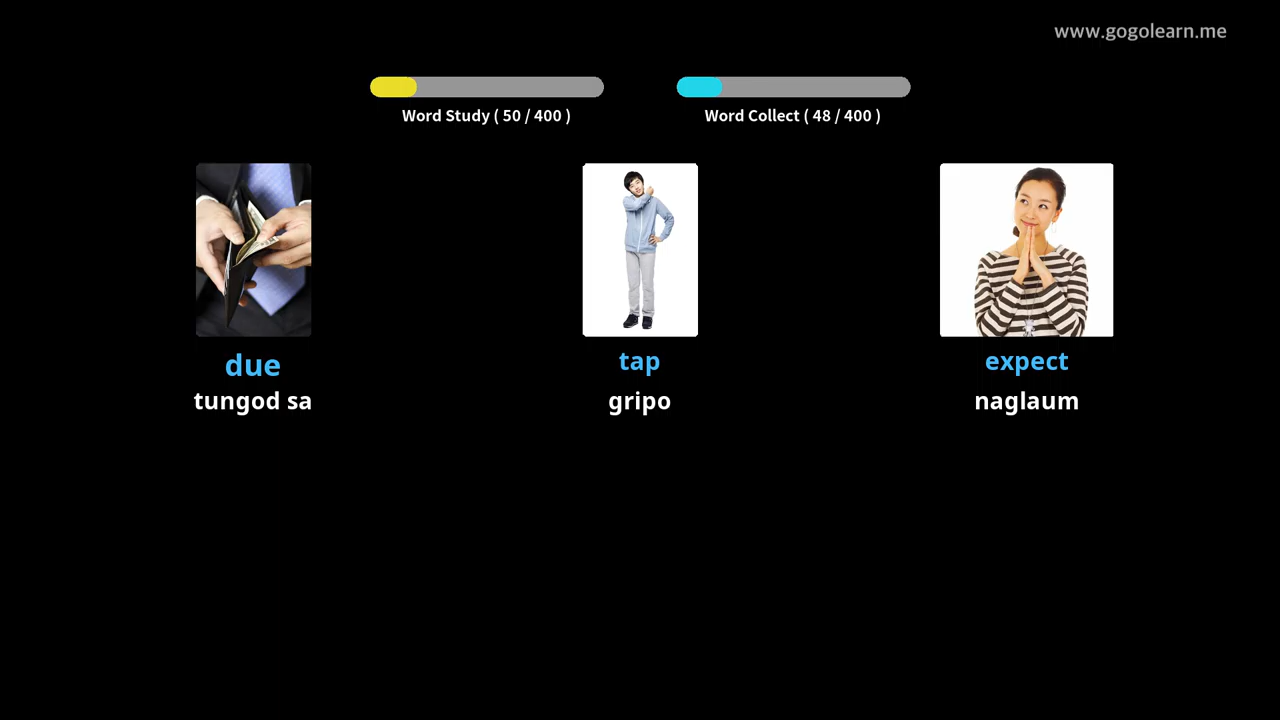 www.gogolearn.me
Word Study ( 50 / 400 )
Word Collect ( 48 / 400 )
due
tap
expect
tungod sa
gripo
naglaum